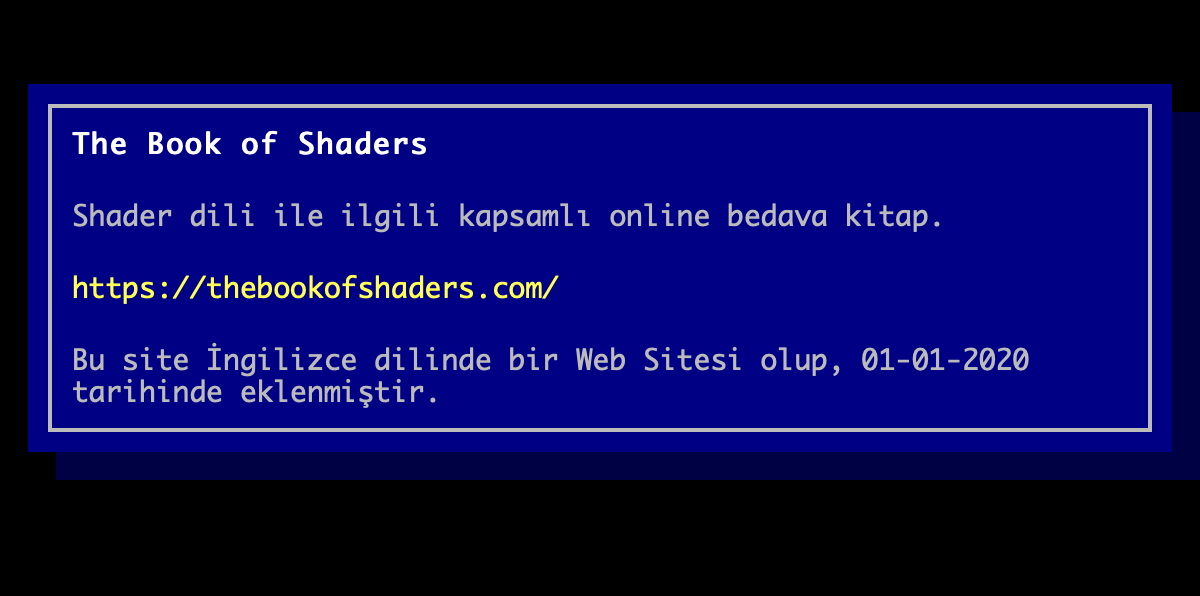 The Book of Shaders
Shader dili ile ilgili kapsamlı online bedava kitap.
https://thebookofshaders.com/
Bu site İngilizce dilinde bir Web Sitesi olup, 01-01-2020
tarihinde eklenmiştir.